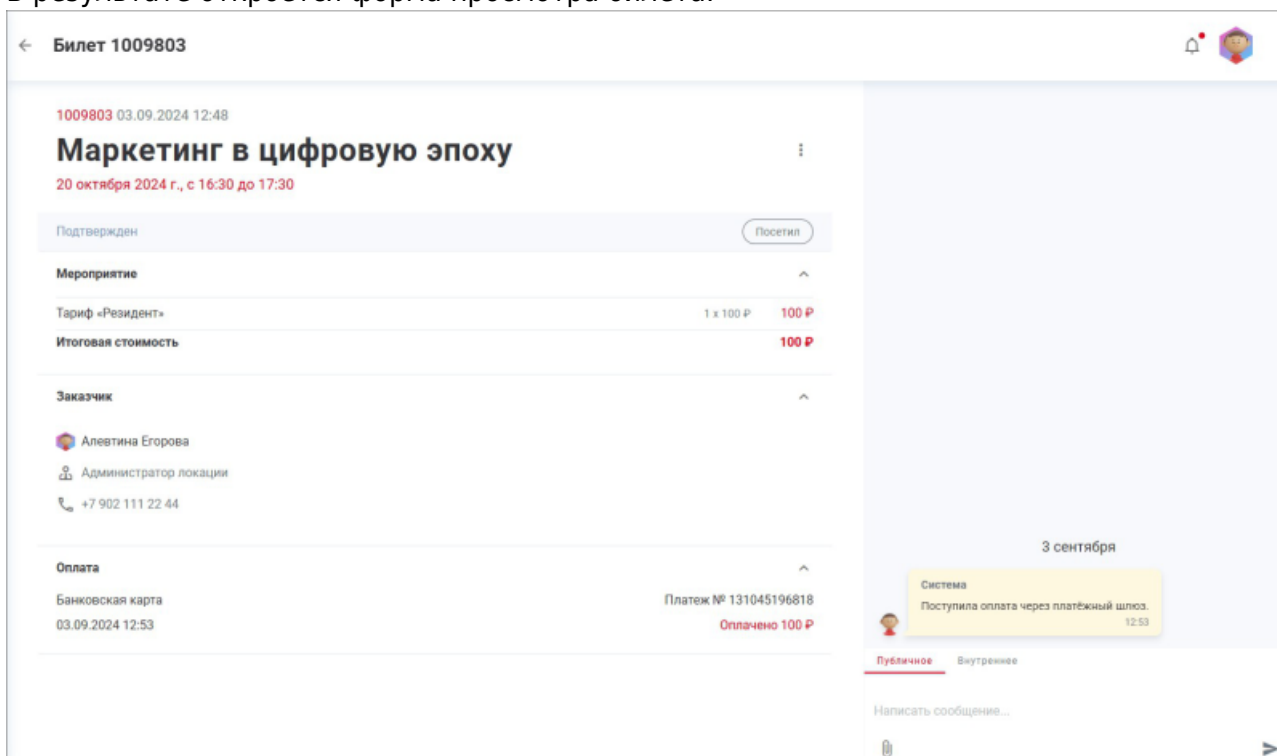 В результате откроется форма просмотра билета.
Билет 1009803
1009803 03.09.2024 12:48
Маркетинг в цифровую эпоху
20 октября 2024 г., с 16:30 до 17:30
Подтвержден
Посетил
Мероприятие
Тариф «Резидент» 1 x 100 ₽ 100 ₽
Итоговая стоимость 100 ₽
Заказчик
Алевтина Егорова
Администратор локации
+7 902 111 22 44
Оплата
Банковская карта Платеж № 131045196818
03.09.2024 12:53 Оплачено 100 ₽
3 сентября
Система
Поступила оплата через платёжный шлюз.
12:53
Публичное Внутреннее
Написать сообщение...